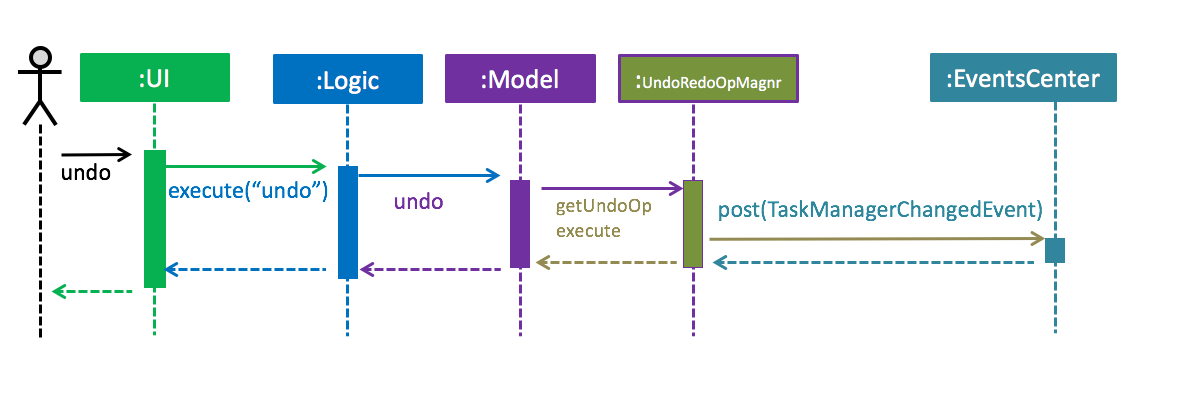 :UI
:Logic
:Model
:UndoRedoOpMagnr
:EventsCenter
undo
execute(“undo”)
undo
getUndoOp
execute
post(TaskManagerChangedEvent)